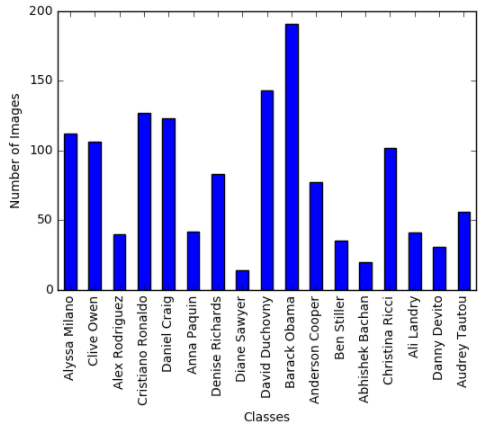 200
150
100
50
0
Number of Images
Alyssa Milano
Clive Owen
Alex Rodriguez
Cristiano Ronaldo
Daniel Craig
Anna Paquin
Denise Richards
Diane Sawyer
David Duchovny
Barack Obama
Anderson Cooper
Ben Stiller
Abhishek Bachan
Christina Ricci
Ali Landry
Danny Devito
Audrey Tautou
Classes